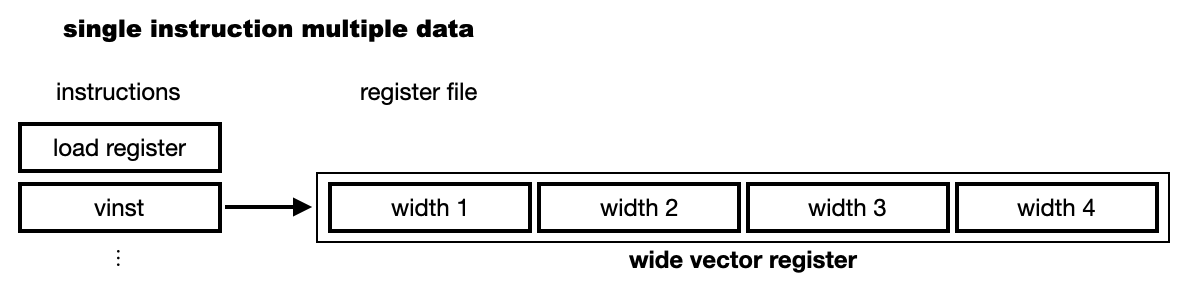 single instruction multiple data
instructions
register file
load register
vinst
width 1
width 2
width 3
width 4
⋮
wide vector register